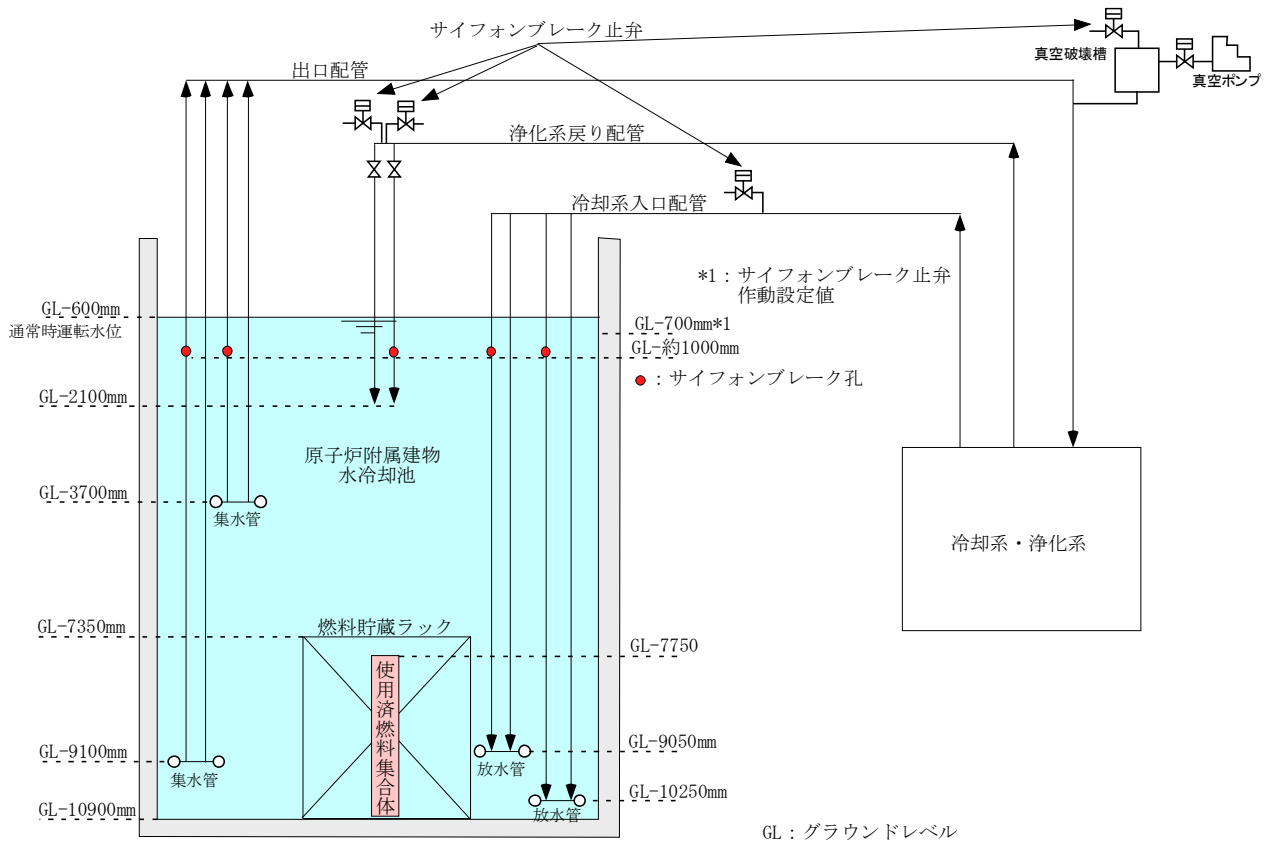 サイフォンブレーク止弁
真空破壊槽
真空ポンプ
出口配管
浄化系戻り配管
冷却系入口配管
*1：サイフォンブレーク止弁
作動設定値
GL-600mm
通常時運転水位
GL-700mm*1
GL-約1000mm
●：サイフォンブレーク孔
GL-2100mm
原子炉附属建物
水冷却池
GL-3700mm
集水管
冷却系・浄化系
GL-7350mm
燃料貯蔵ラック
GL-7750
使用済燃料集合体
GL-9050mm
GL-9100mm
放水管
集水管
GL-10250mm
GL-10900mm
放水管
GL：グラウンドレベル